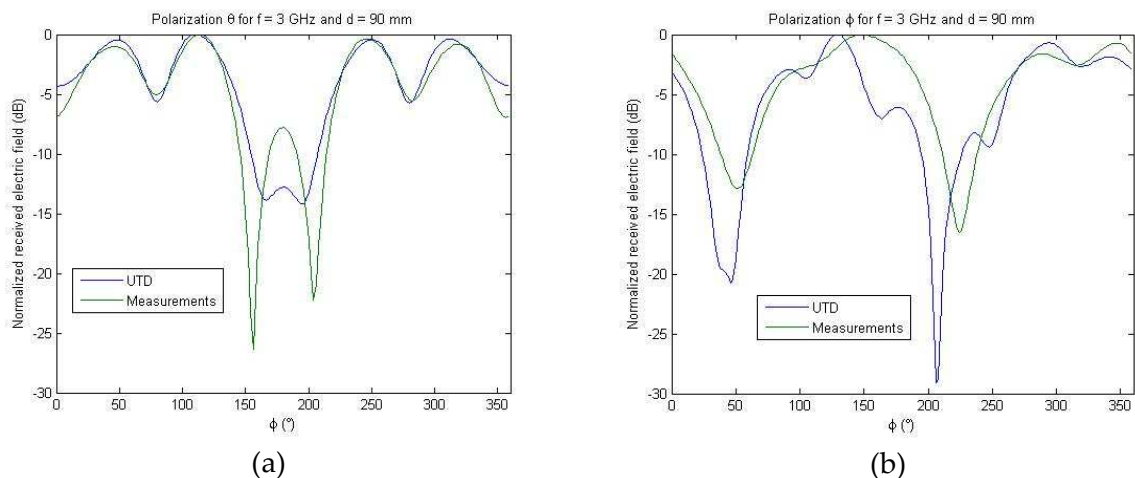 Polarization θ for f = 3 GHz and d = 90 mm
Normalized received electric field (dB)
0
-5
-10
-15
-20
-25
-30
UTD
Measurements
0 50 100 150 200 250 300 350
ϕ (°)
(a)
Polarization ϕ for f = 3 GHz and d = 90 mm
Normalized received electric field (dB)
0
-5
-10
-15
-20
-25
-30
UTD
Measurements
0 50 100 150 200 250 300 350
ϕ (°)
(b)